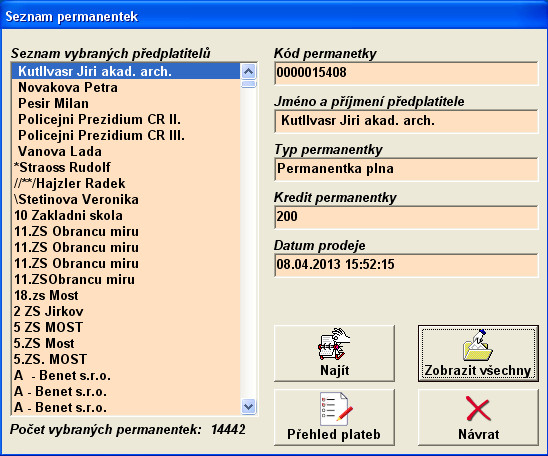 Seznam permanentek
Seznam vybraných předplatitelů
Kutllvasr Jiri akad. arch.
Novakova Petra
Pesir Milan
Policejni Prezidium CR II.
Policejni Prezidium CR III.
Vanova Lada
*Straoss Rudolf
//**/Hajzler Radek
\Stetinova Veronika
10 Zakladni skola
11.ZS Obrancu miru
11.ZS Obrancu miru
11.ZS Obrancu miru
11.ZSObrancu miru
18.zs Most
2 ZS Jirkov
5 ZS MOST
5.ZS Most
5.ZS. MOST
A  - Benet s.r.o.
A - Benet s.r.o.
A - Benet s.r.o.
Počet vybraných permanentek: 14442
Kód permanetky
0000015408
Jméno a příjmení předplatitele
Kutllvasr Jiri akad. arch.
Typ permanentky
Permanentka plna
Kredit permanentky
200
Datum prodeje
08.04.2013 15:52:15
Najít
Zobrazit všechny
Přehled plateb
Návrat